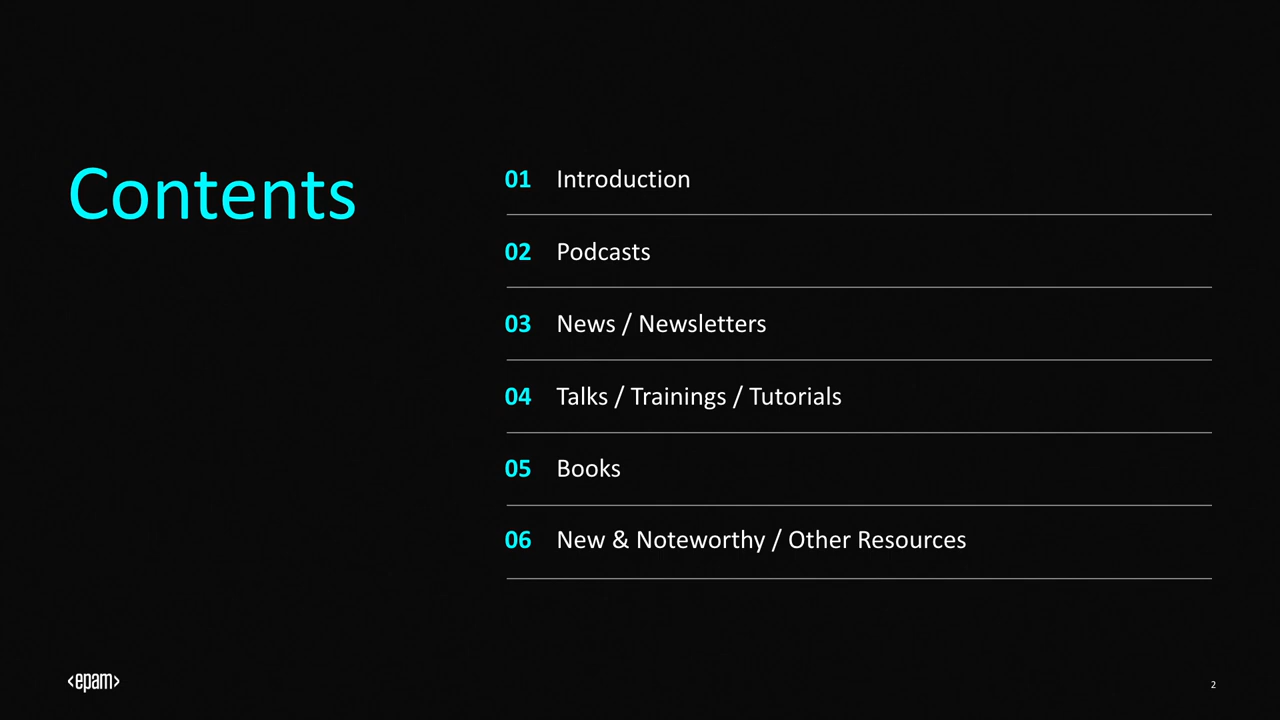 Contents
01 Introduction
02 Podcasts
03 News / Newsletters
04 Talks / Trainings / Tutorials
05 Books
06 New & Noteworthy / Other Resources
<epam>
2